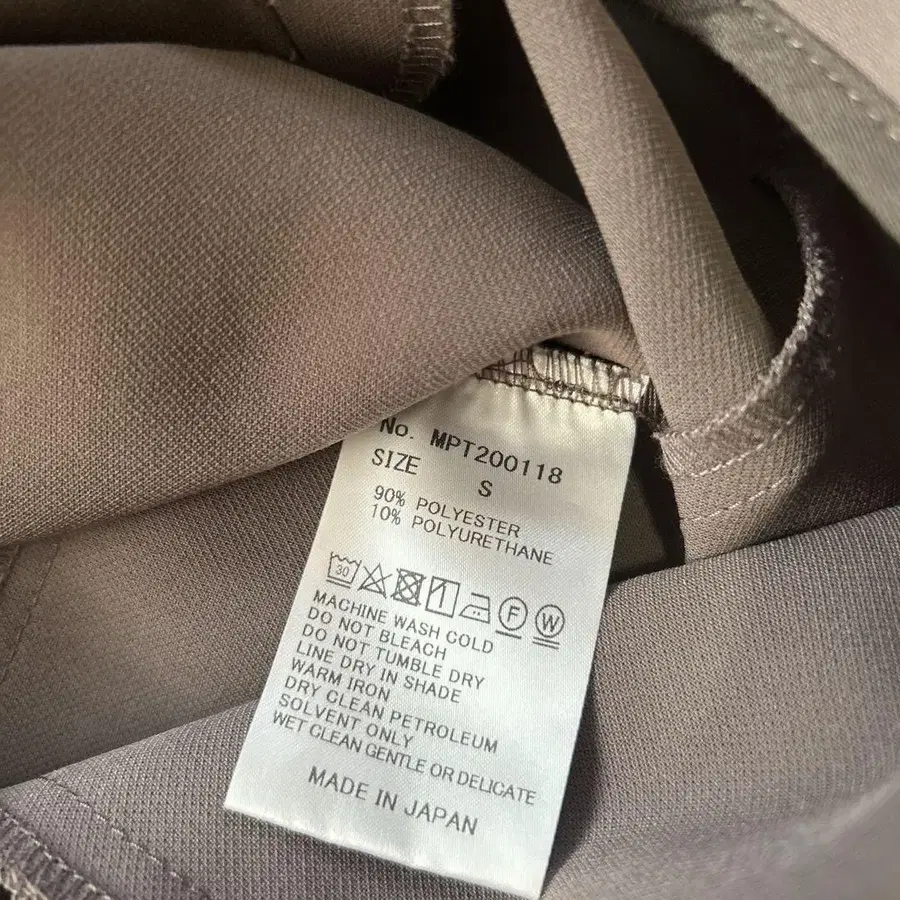 No. MPT200118
SIZE S
90% POLYESTER
10% POLYURETHANE
30 F W
MACHINE WASH COLD
DO NOT BLEACH
DO NOT TUMBLE DRY
LINE DRY IN SHADE
WARM IRON
DRY CLEAN PETROLEUM
SOLVENT ONLY
WET CLEAN GENTLE OR DELICATE
MADE IN JAPAN